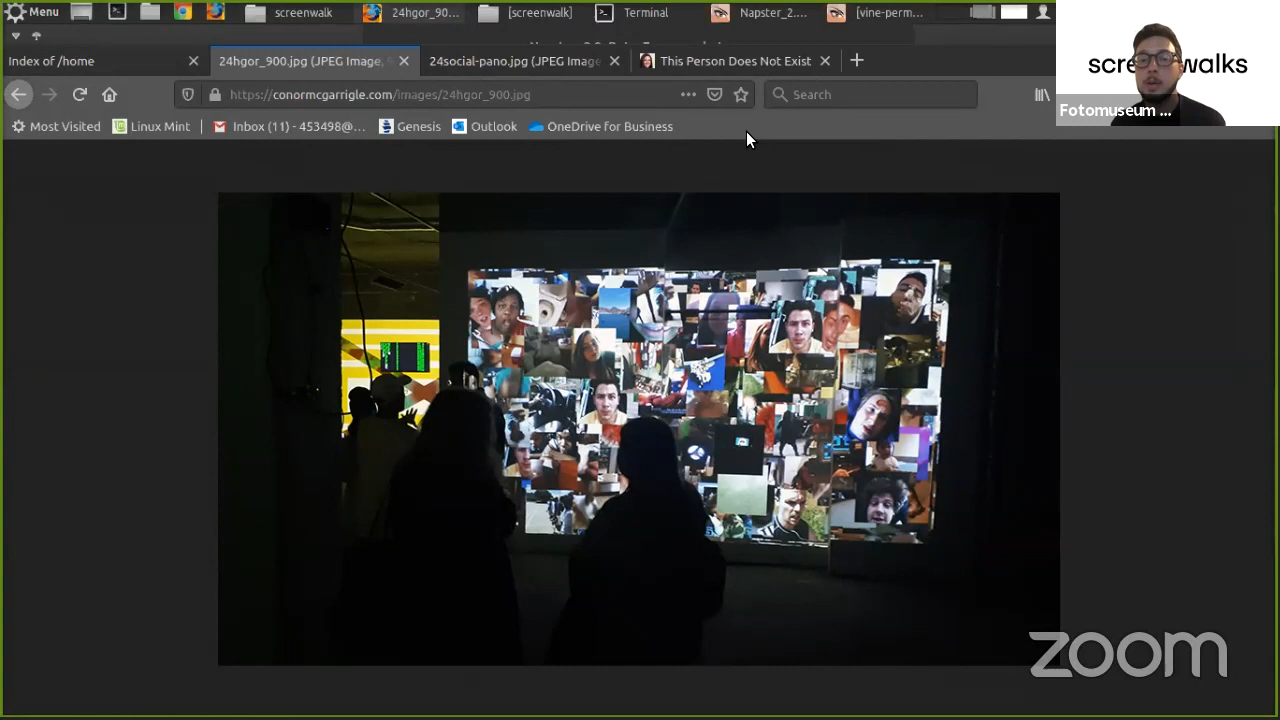 Menu
screenwalk
24hgor_90...
[screenwalk]
Terminal
Napster_2....
[vine-perm...
Index of /home
24hgor_900.jpg (JPEG Image, 9
24social-pano.jpg (JPEG Image
This Person Does Not Exist
https://conormcgarrigle.com/images/24hgor_900.jpg
Search
Most Visited
Linux Mint
Inbox (11) - 453498@...
Genesis
Outlook
OneDrive for Business
Fotomuseum ...
zoom